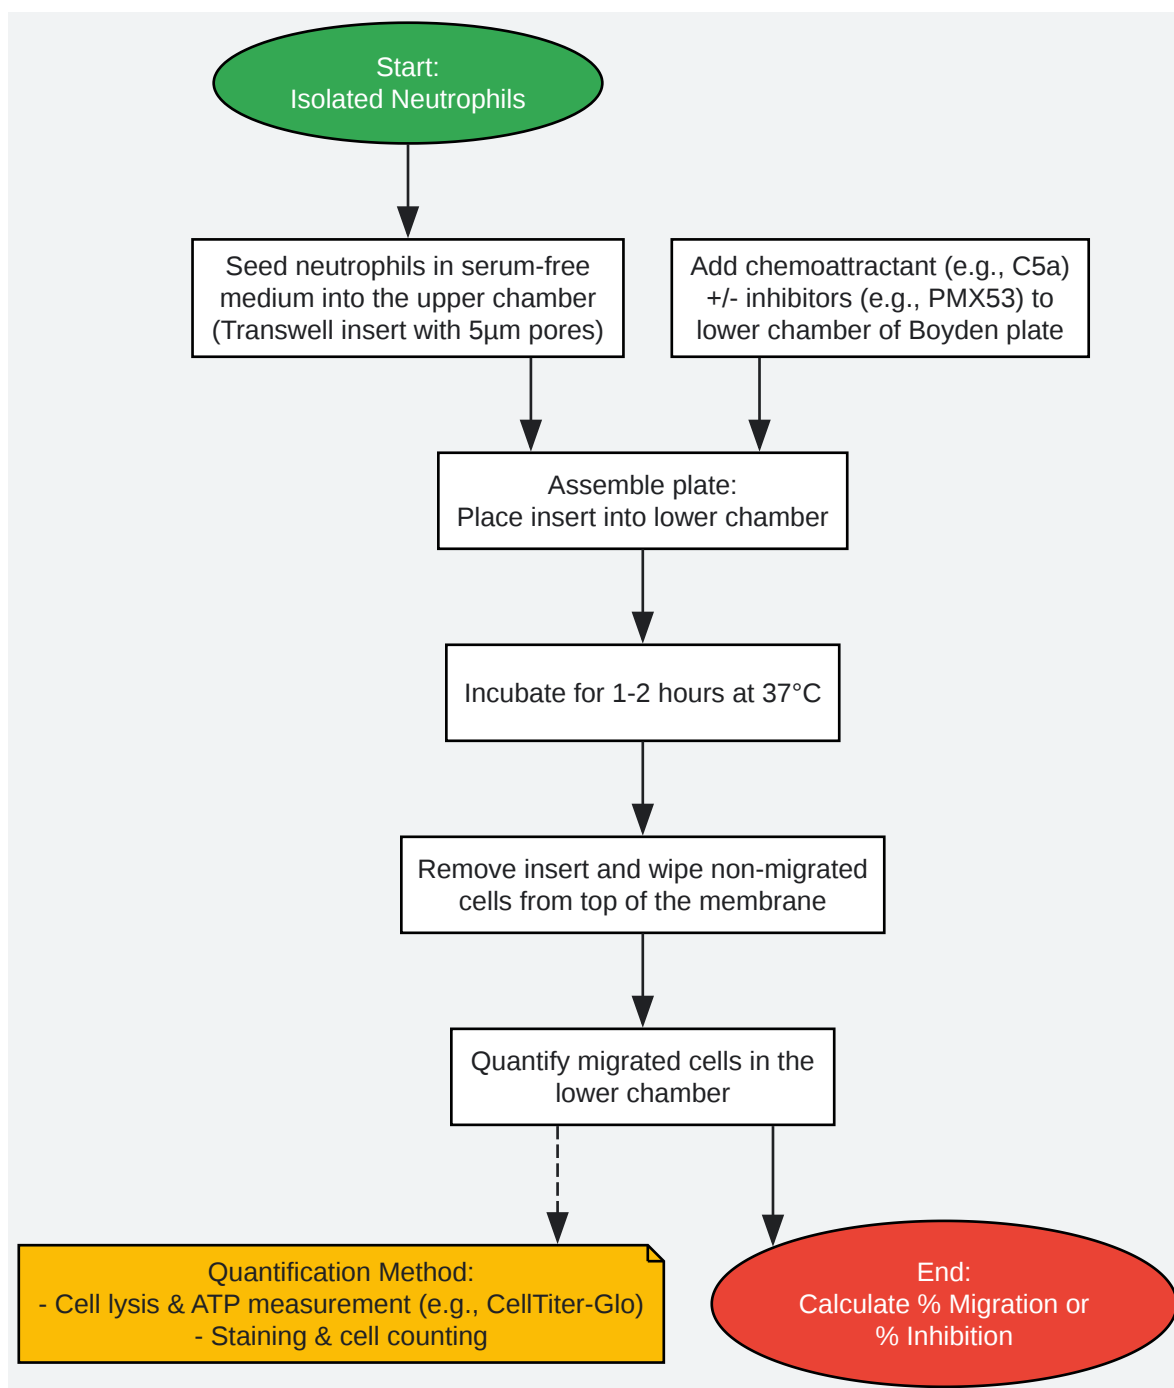 Start:
Isolated Neutrophils
Seed neutrophils in serum-free
medium into the upper chamber
(Transwell insert with 5µm pores)
Add chemoattractant (e.g., C5a)
+/- inhibitors (e.g., PMX53) to
lower chamber of Boyden plate
Assemble plate:
Place insert into lower chamber
Incubate for 1-2 hours at 37°C
Remove insert and wipe non-migrated
cells from top of the membrane
Quantify migrated cells in the
lower chamber
Quantification Method:
- Cell lysis & ATP measurement (e.g., CellTiter-Glo)
- Staining & cell counting
End:
Calculate % Migration or
% Inhibition